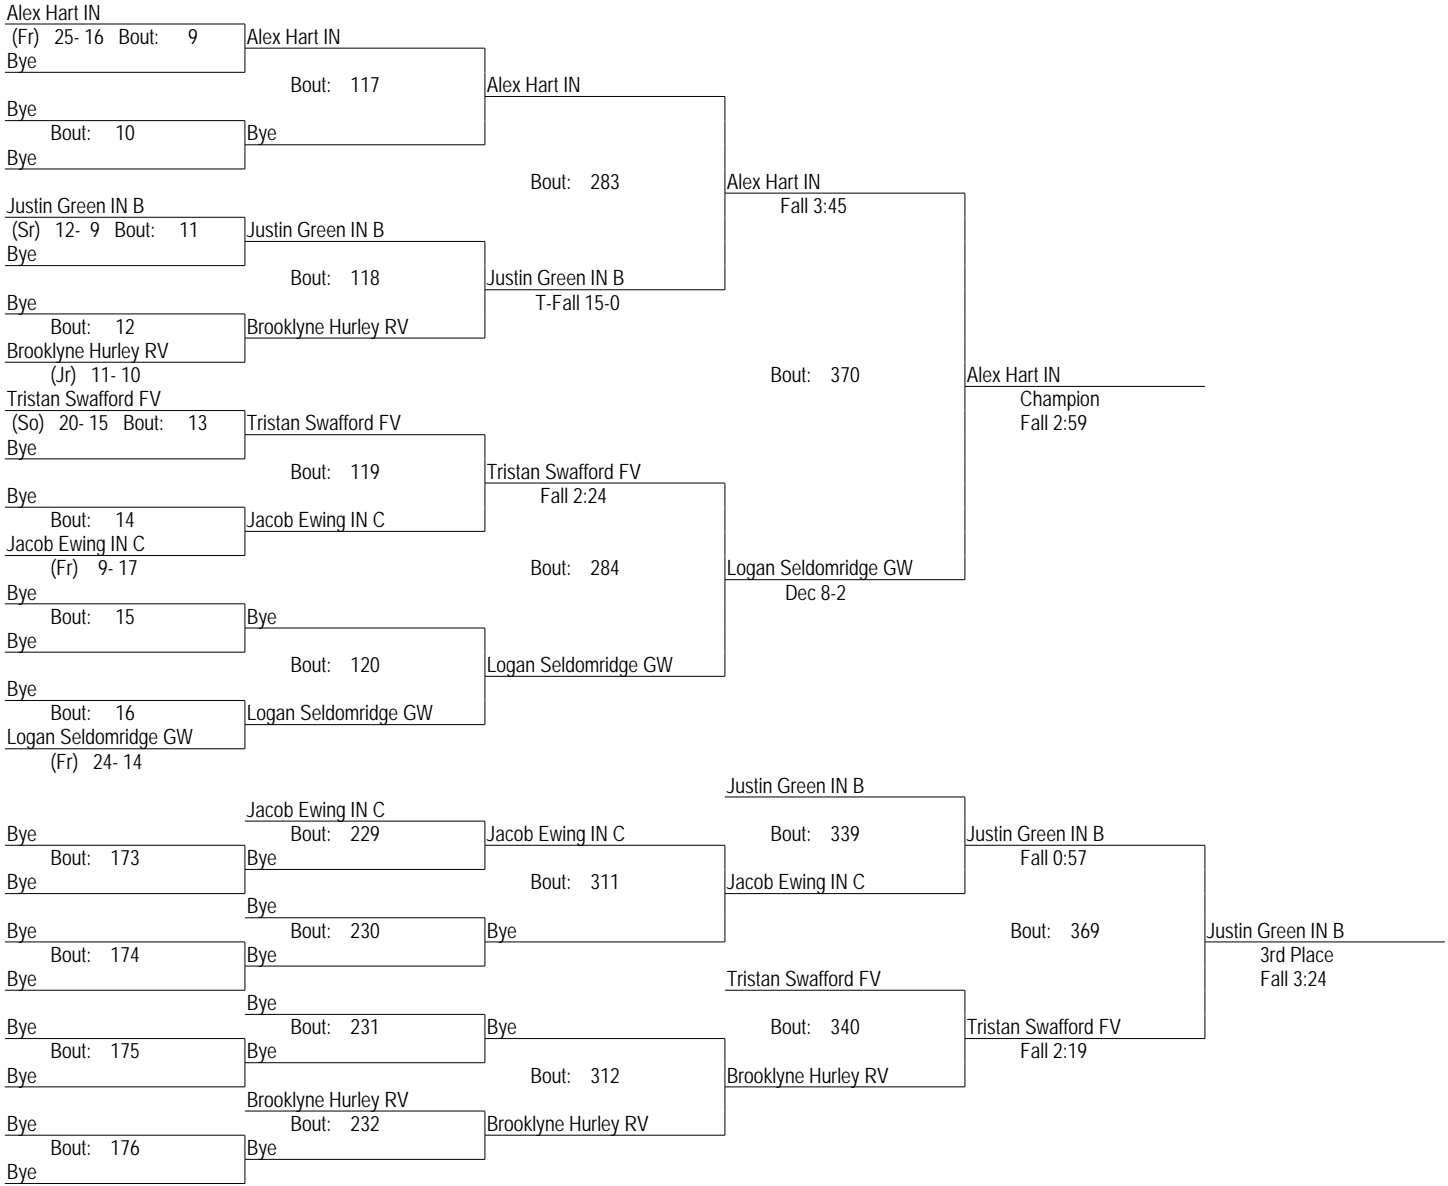 Alex Hart IN
(Fr) 25- 16 Bout: 9 Alex Hart IN
Bye
Bout: 117 Alex Hart IN
Bye
Bout: 10 Bye
Bye
Bout: 283 Alex Hart IN
Justin Green IN B Fall 3:45
(Sr) 12- 9 Bout: 11 Justin Green IN B
Bye
Bout: 118 Justin Green IN B
Bye T-Fall 15-0
Bout: 12 Brooklyne Hurley RV
Brooklyne Hurley RV
(Jr) 11- 10 Bout: 370 Alex Hart IN
Tristan Swafford FV Champion
(So) 20- 15 Bout: 13 Tristan Swafford FV Fall 2:59
Bye
Bout: 119 Tristan Swafford FV
Bye Fall 2:24
Bout: 14 Jacob Ewing IN C
Jacob Ewing IN C
(Fr) 9- 17 Bout: 284 Logan Seldomridge GW
Bye Dec 8-2
Bout: 15 Bye
Bye
Bout: 120 Logan Seldomridge GW
Bye
Bout: 16 Logan Seldomridge GW
Logan Seldomridge GW
(Fr) 24- 14
Justin Green IN B
Jacob Ewing IN C
Bye Bout: 229 Jacob Ewing IN C Bout: 339 Justin Green IN B
Bout: 173 Bye Fall 0:57
Bye Bout: 311 Jacob Ewing IN C
Bye
Bye Bout: 230 Bye Bout: 369 Justin Green IN B
Bout: 174 Bye 3rd Place
Bye Tristan Swafford FV Fall 3:24
Bye
Bye Bout: 231 Bye Bout: 340 Tristan Swafford FV
Bout: 175 Bye Fall 2:19
Bye Bout: 312 Brooklyne Hurley RV
Brooklyne Hurley RV
Bye Bout: 232 Brooklyne Hurley RV
Bout: 176 Bye
Bye